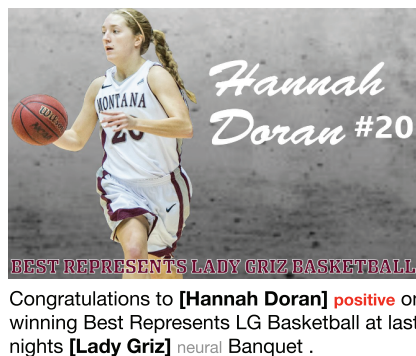 Hannah
Doran #20
MONTANA
20
BEST REPRESENTS LADY GRIZ BASKETBALL
Congratulations to [Hannah Doran] positive on
winning Best Represents LG Basketball at last
nights [Lady Griz] neural Banquet .